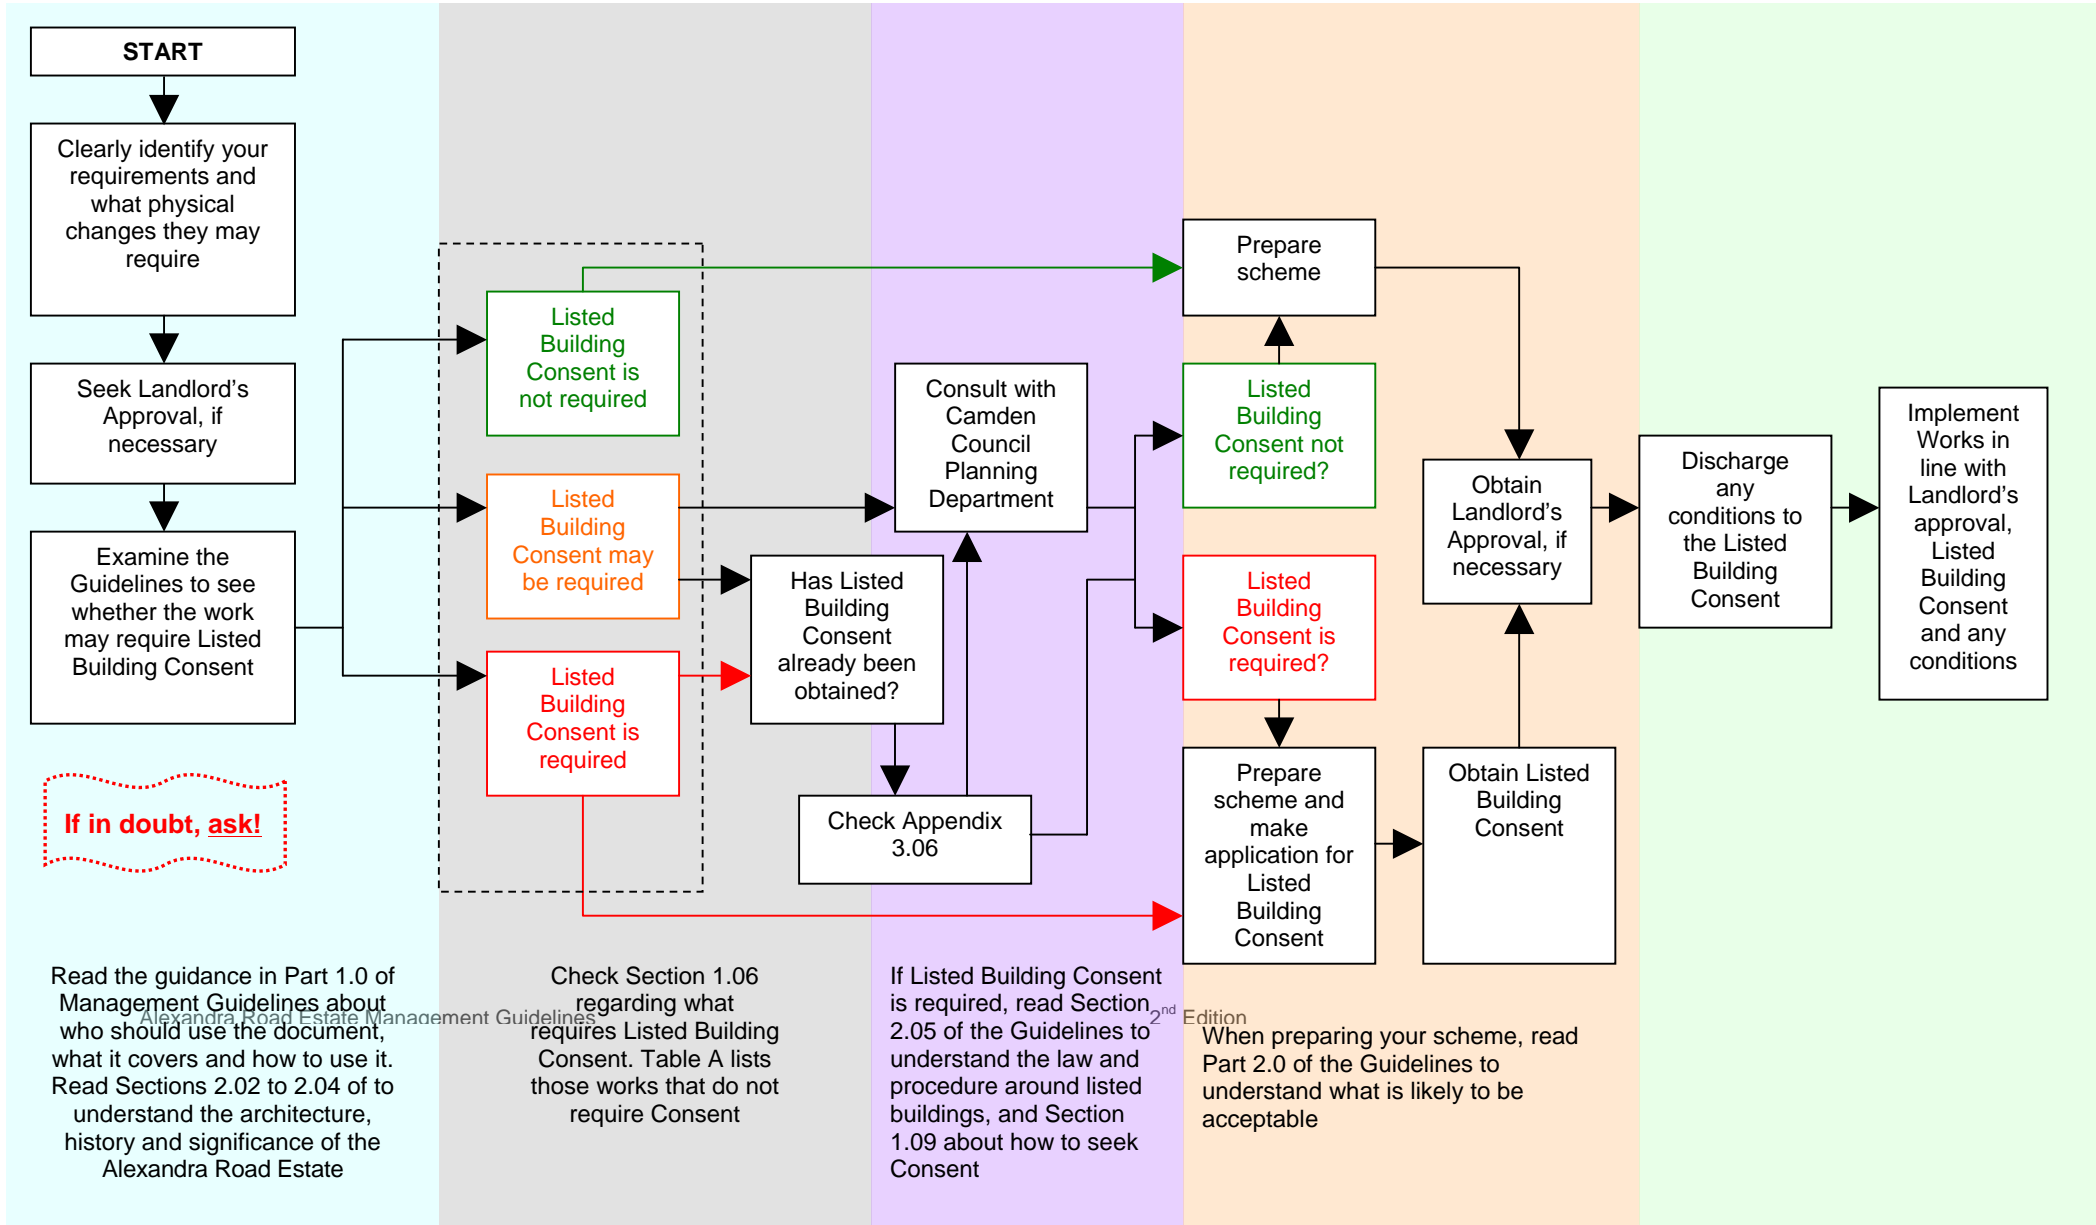 START
Clearly identify your
requirements and
what physical
changes they may
require
Seek Landlord's
Approval, if
necessary
Examine the
Guidelines to see
whether the work
may require Listed
Building Consent
If in doubt, ask!
Read the guidance in Part 1.0 of
Management Guidelines about
who should use the document,
what it covers and how to use it.
Read Sections 2.02 to 2.04 of to
understand the architecture,
history and significance of the
Alexandra Road Estate
Listed
Building
Consent is
not required
Listed
Building
Consent may
be required
Listed
Building
Consent is
required
Has Listed
Building
Consent
already been
obtained?
Check Appendix
3.06
Check Section 1.06
regarding what
requires Listed Building
Consent. Table A lists
those works that do not
require Consent
Consult with
Camden
Council
Planning
Department
If Listed Building Consent
is required, read Section
2.05 of the Guidelines to
understand the law and
procedure around listed
buildings, and Section
1.09 about how to seek
Consent
Prepare
scheme
Listed
Building
Consent not
required?
Listed
Building
Consent is
required?
Prepare
scheme and
make
application for
Listed
Building
Consent
Obtain
Landlord's
Approval, if
necessary
Obtain Listed
Building
Consent
When preparing your scheme, read
Part 2.0 of the Guidelines to
understand what is likely to be
acceptable
Discharge
any
conditions to
the Listed
Building
Consent
Implement
Works in
line with
Landlord's
approval,
Listed
Building
Consent
and any
conditions
Alexandra Road Estate Management Guidelines
2nd Edition